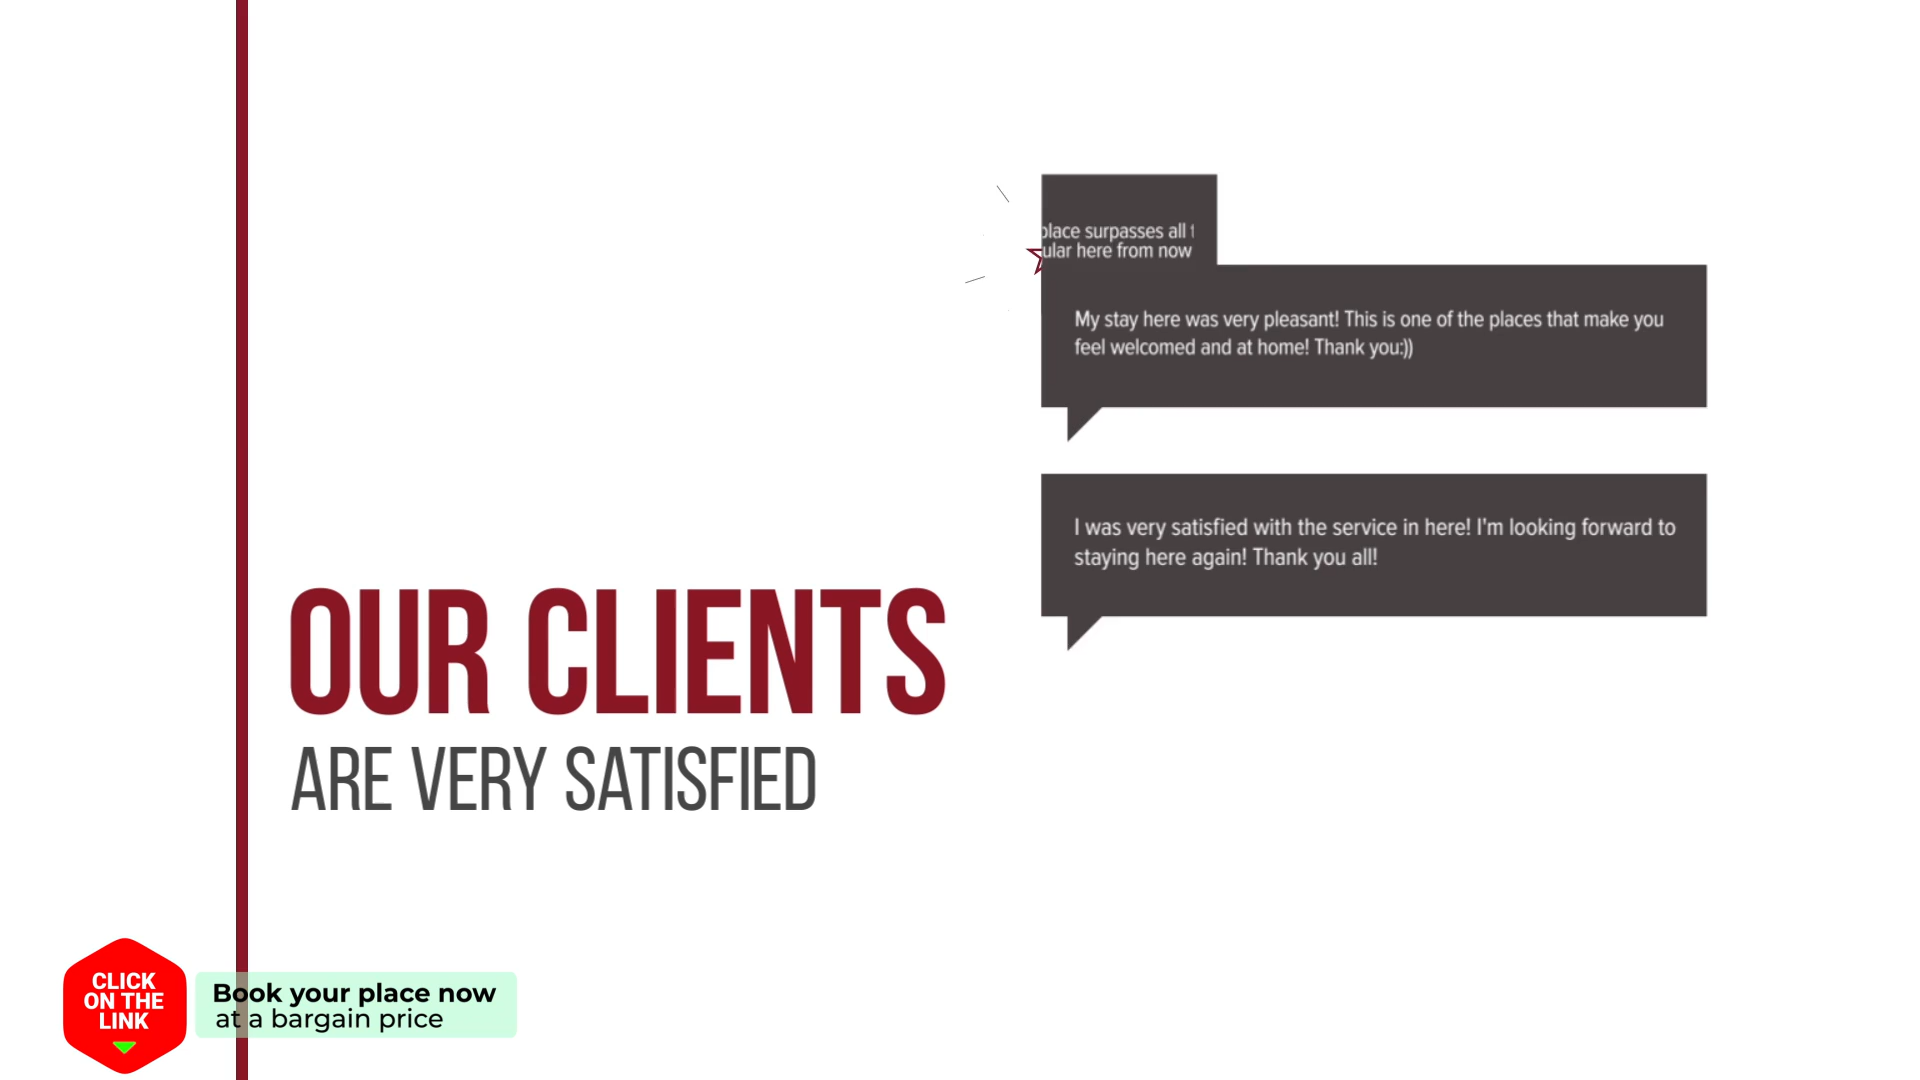 place surpasses all
here from now
My stay here was very pleasant! This is one of the places that make you
feel welcomed and at home! Thank you:))
I was very satisfied with the service in here! I'm looking forward to
staying here again! Thank you all!
OUR CLIENTS
ARE VERY SATISFIED
CLICK
ON THE
LINK
Book your place now
at a bargain price